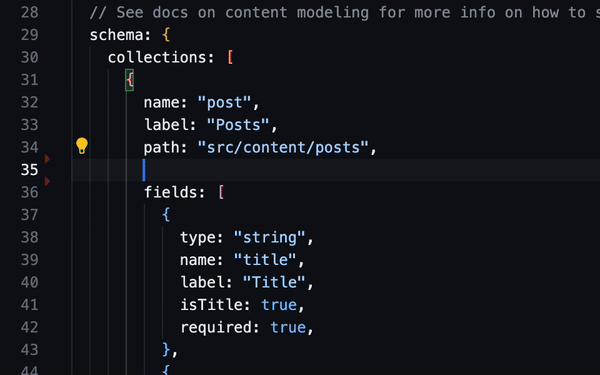 28 // See docs on content modeling for more info on how to s
29 schema: {
30 collections: [
31 {
32 name: "post",
33 label: "Posts",
34 path: "src/content/posts",
35
36 fields: [
37 {
38 type: "string",
39 name: "title",
40 label: "Title",
41 isTitle: true,
42 required: true,
43 },
44 {